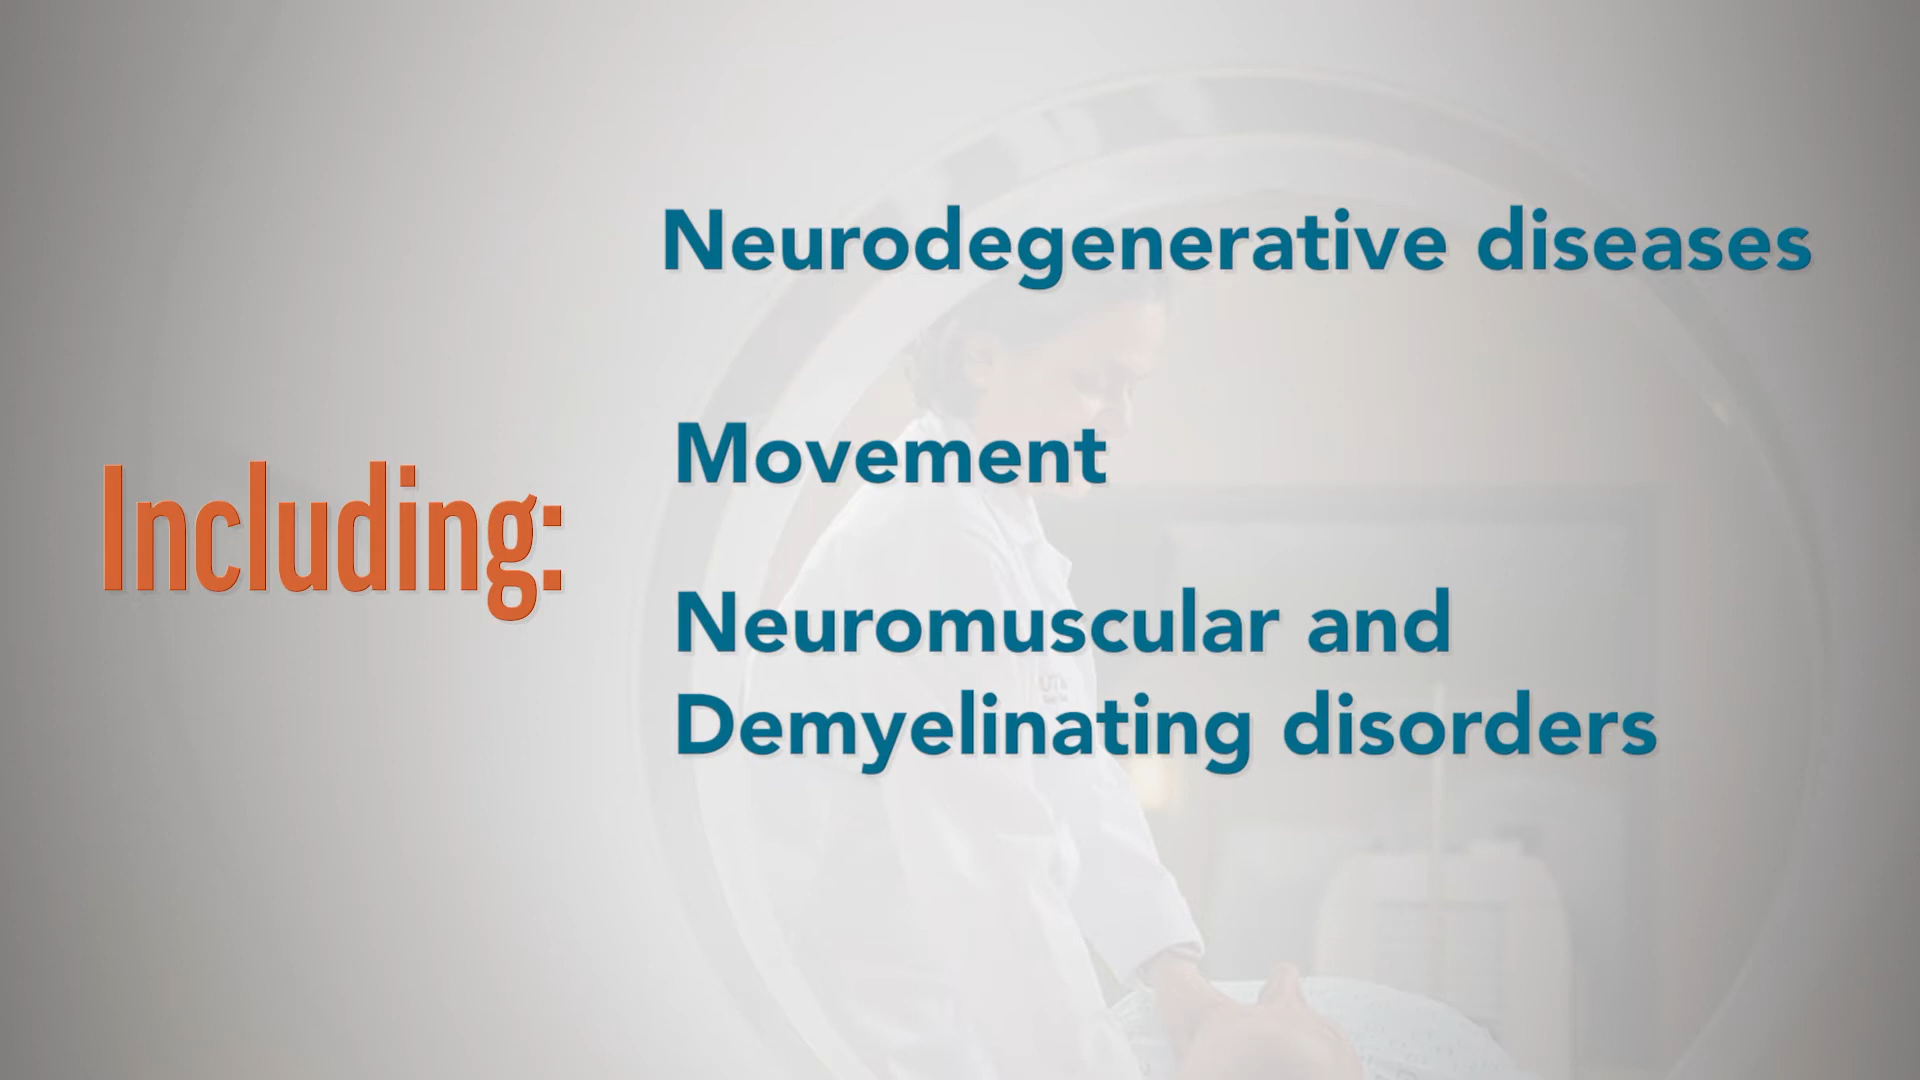 Including:
Neurodegenerative diseases
Movement
Neuromuscular and
Demyelinating disorders